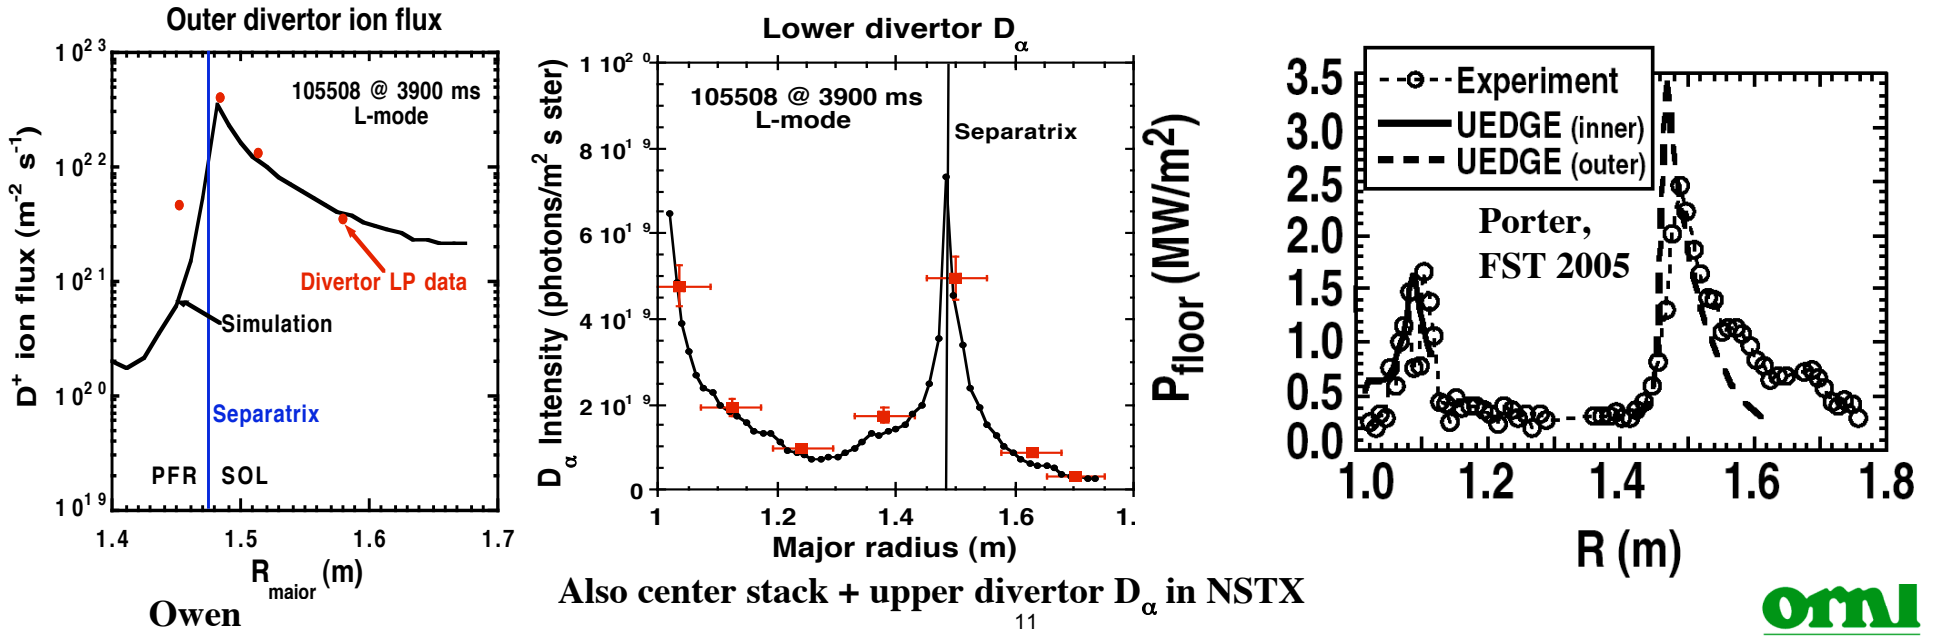 Outer divertor ion flux
10^23
10^22
10^21
10^20
10^19
D+ ion flux (m^-2 s^-1)
105508 @ 3900 ms
L-mode
Divertor LP data
Simulation
Separatrix
PFR
SOL
1.4 1.5 1.6 1.7
R_maior (m)
Owen
Lower divertor D_α
1 10^20
8 10^19
6 10^19
4 10^19
2 10^19
0
D_α Intensity (photons/m^2 s ster)
105508 @ 3900 ms
L-mode
Separatrix
1 1.2 1.4 1.6 1.
Major radius (m)
Also center stack + upper divertor D_α in NSTX
11
P_floor (MW/m^2)
3.5
3.0
2.5
2.0
1.5
1.0
0.5
0.0
Experiment
UEDGE (inner)
UEDGE (outer)
Porter,
FST 2005
1.0 1.2 1.4 1.6 1.8
R (m)
ornl